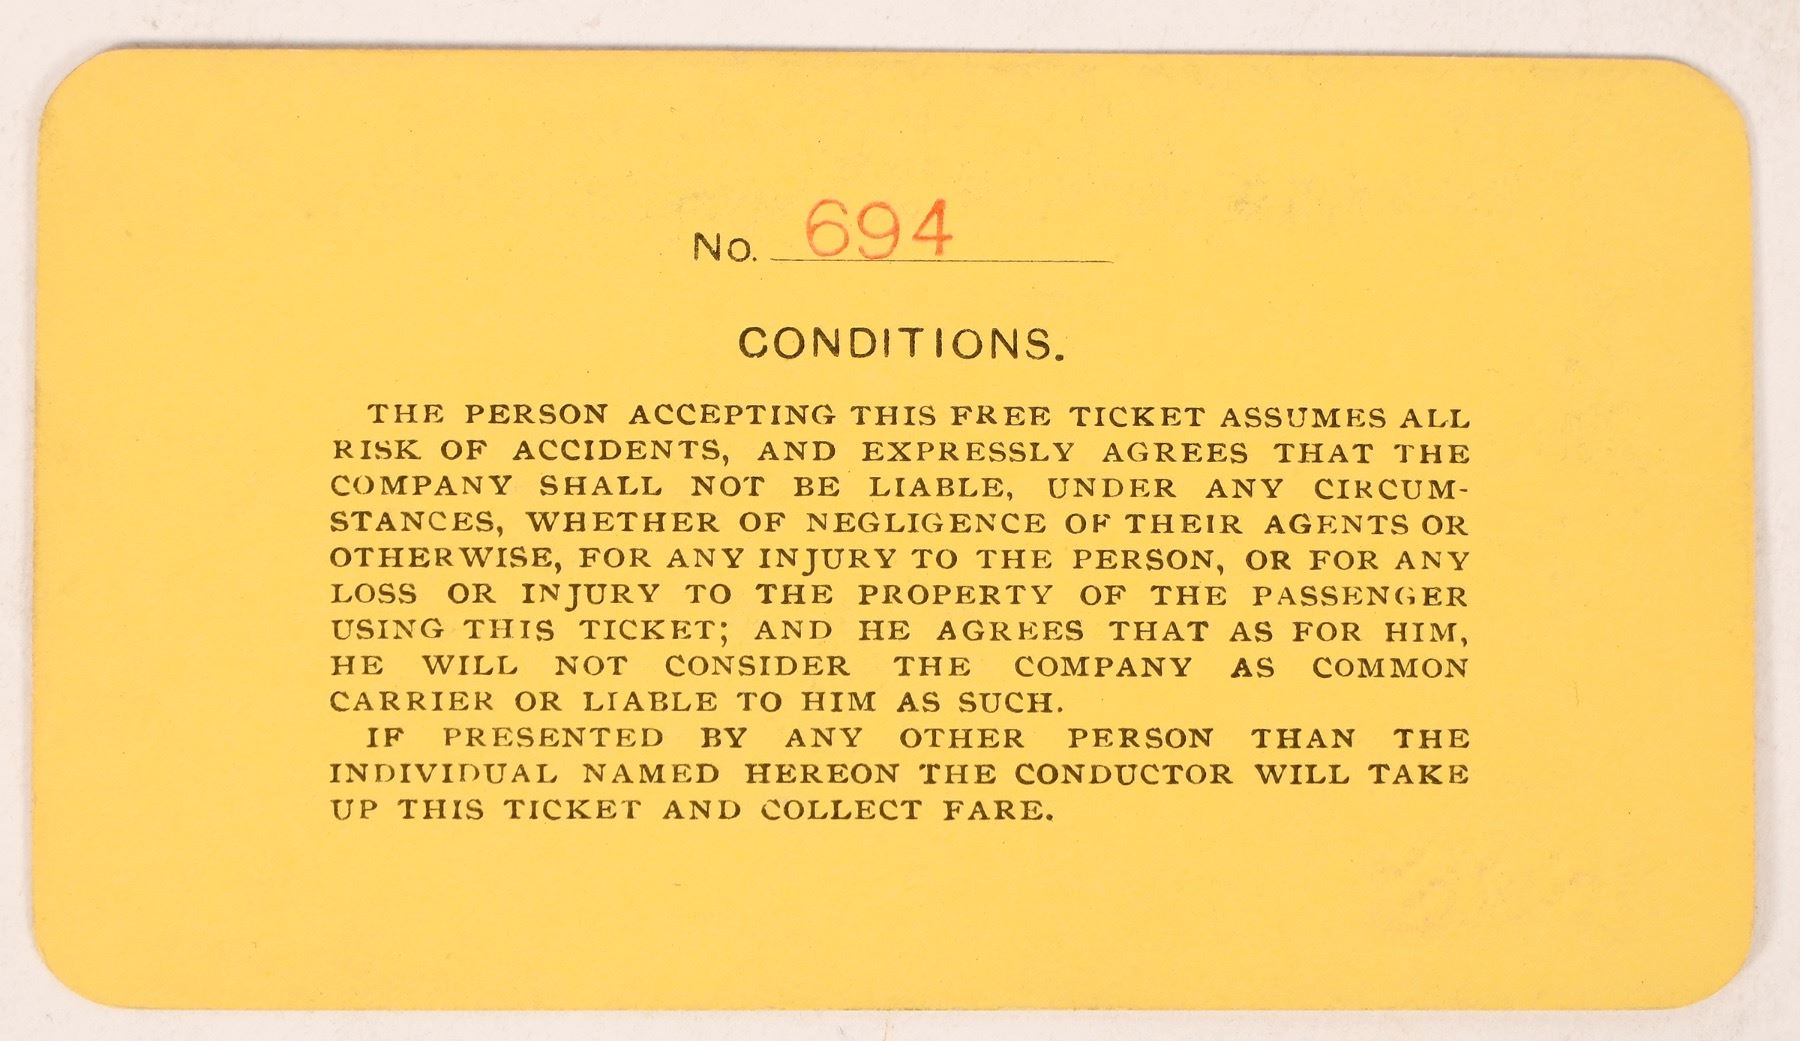 No. 694
CONDITIONS.
THE PERSON ACCEPTING THIS FREE TICKET ASSUMES ALL
RISK OF ACCIDENTS, AND EXPRESSLY AGREES THAT THE
COMPANY SHALL NOT BE LIABLE, UNDER ANY CIRCUM-
STANCES, WHETHER OF NEGLIGENCE OF THEIR AGENTS OR
OTHERWISE, FOR ANY INJURY TO THE PERSON, OR FOR ANY
LOSS OR INJURY TO THE PROPERTY OF THE PASSENGER
USING THIS TICKET; AND HE AGREES THAT AS FOR HIM,
HE WILL NOT CONSIDER THE COMPANY AS COMMON
CARRIER OR LIABLE TO HIM AS SUCH.
IF PRESENTED BY ANY OTHER PERSON THAN THE
INDIVIDUAL NAMED HEREON THE CONDUCTOR WILL TAKE
UP THIS TICKET AND COLLECT FARE.